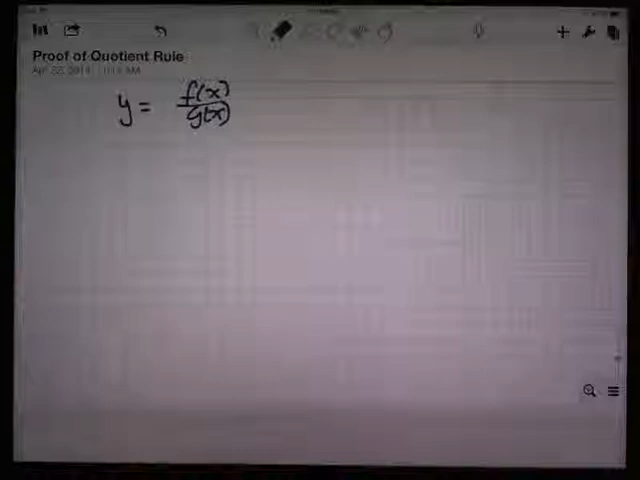 Proof of Quotient Rule
y = f(x)/g(x)